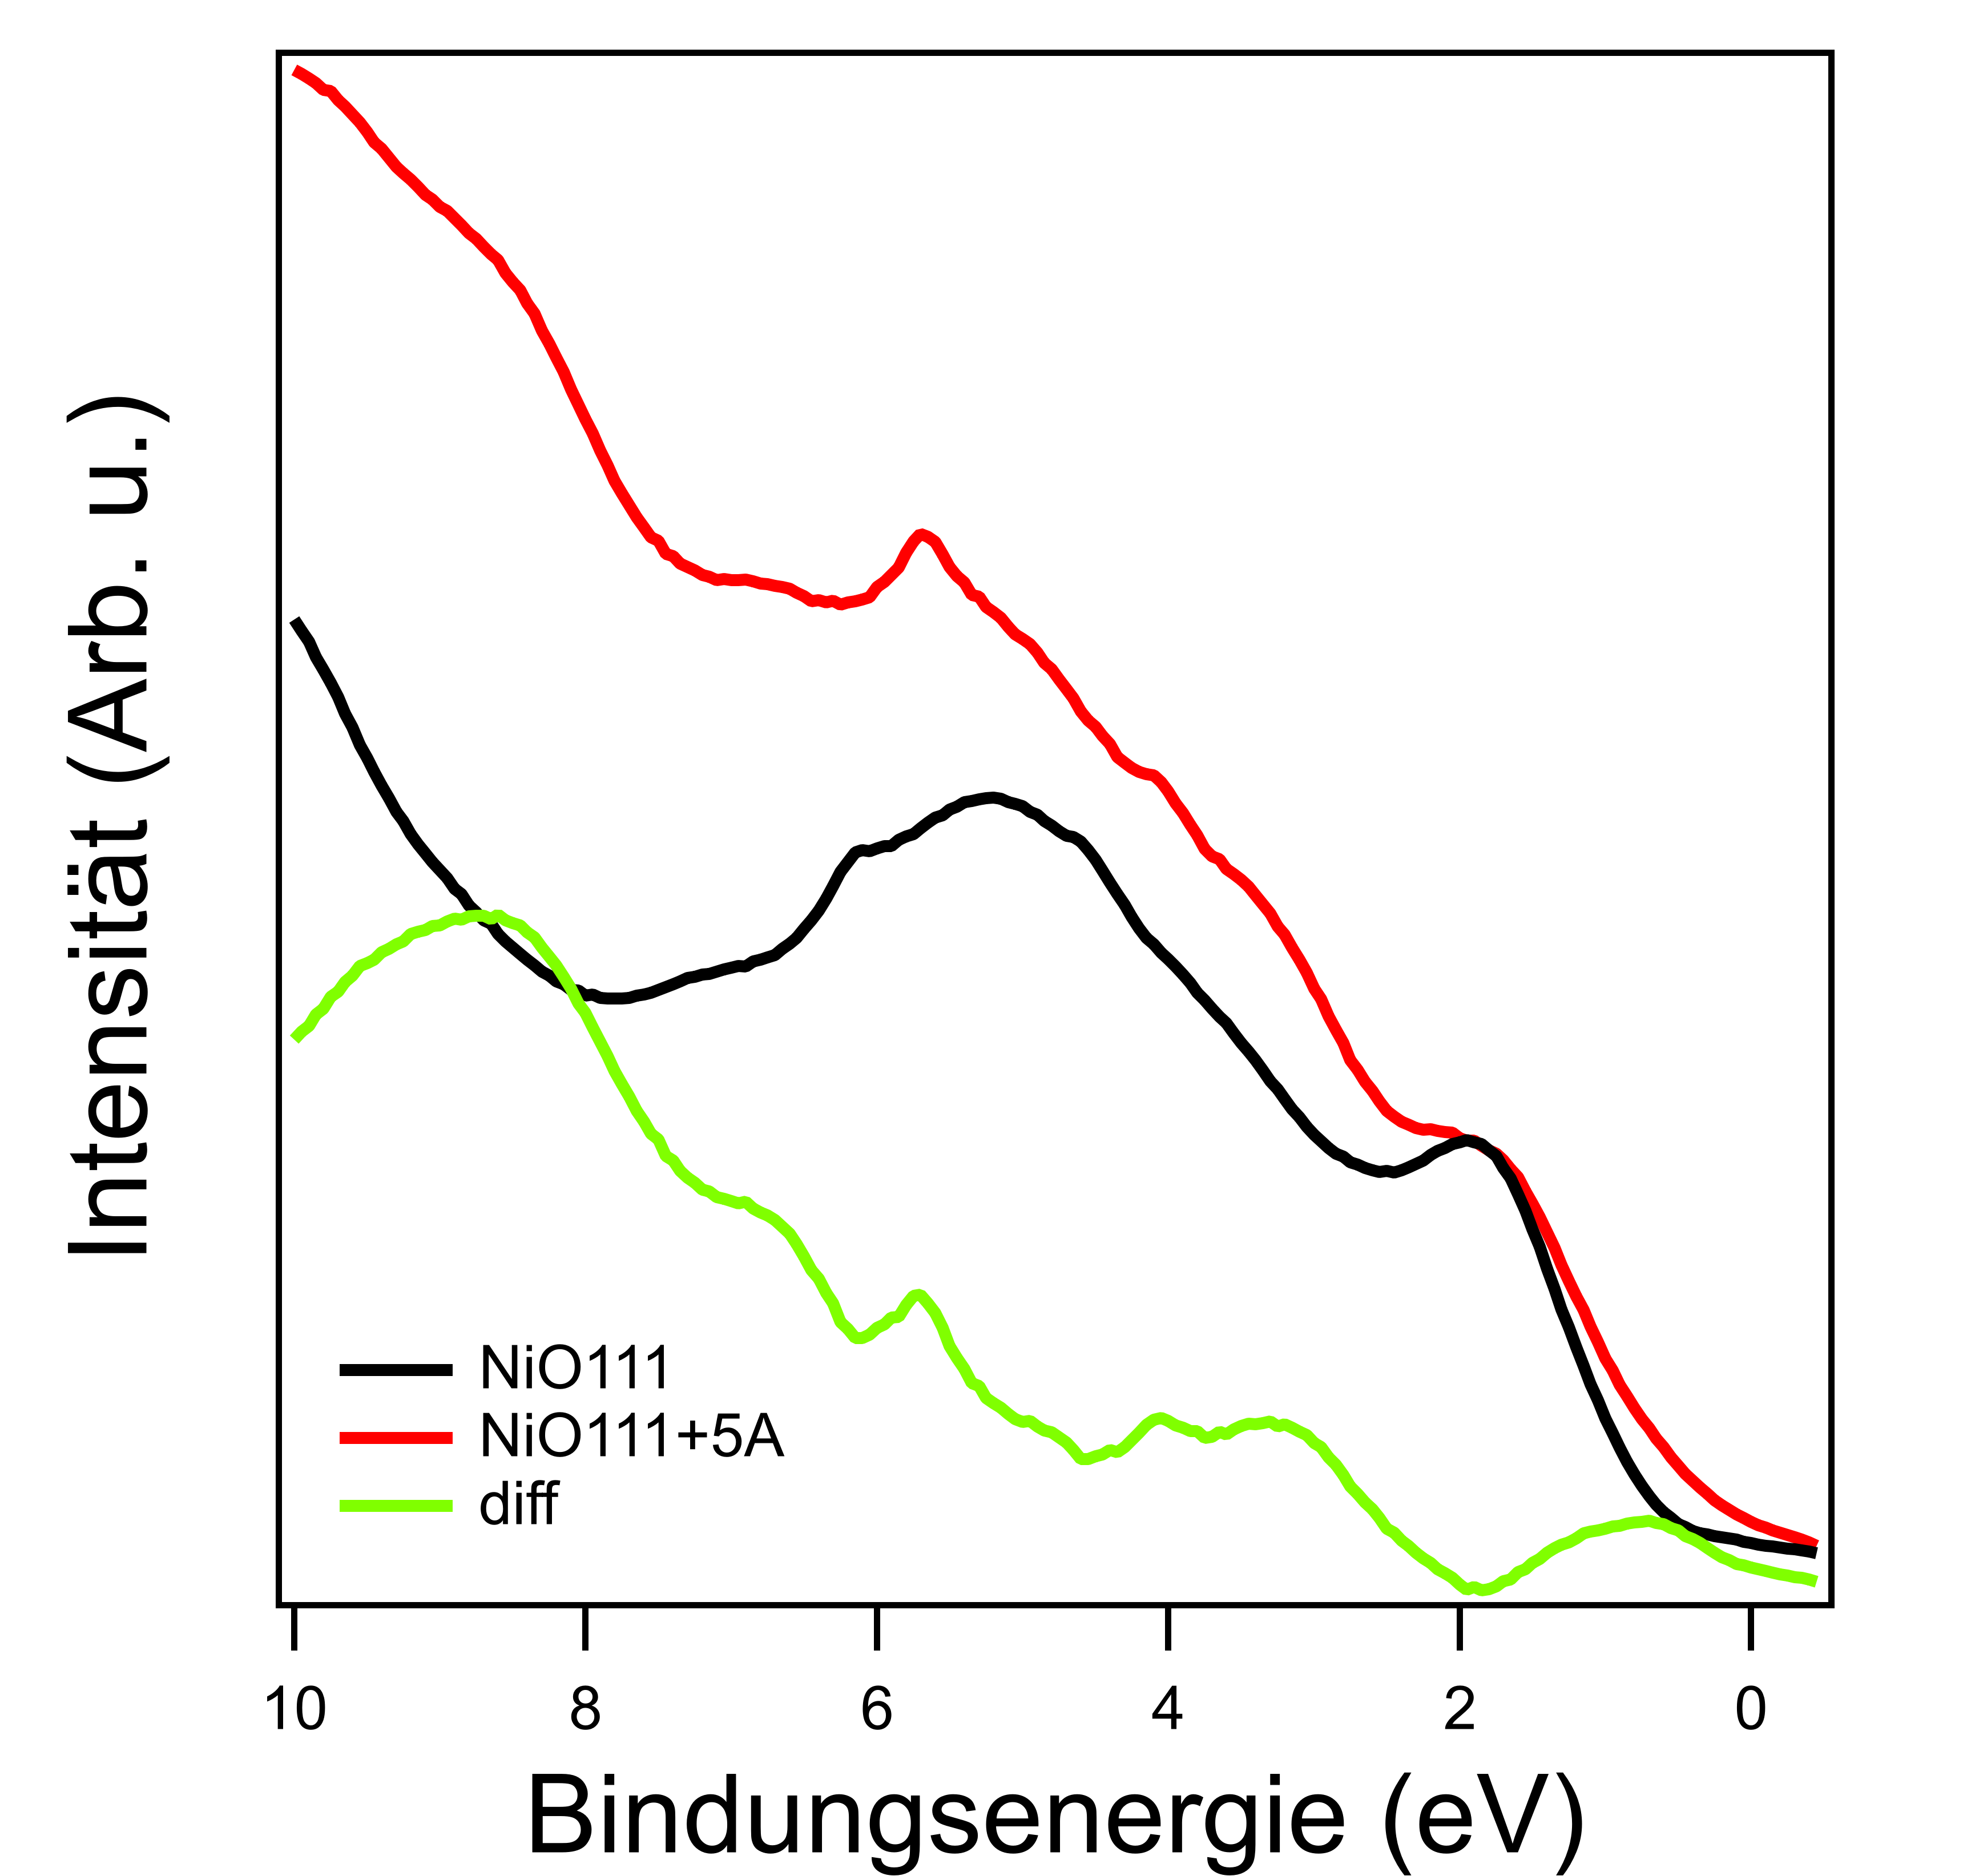 Intensität (Arb. u.)
NiO111
NiO111+5A
diff
10 8 6 4 2 0
Bindungsenergie (eV)